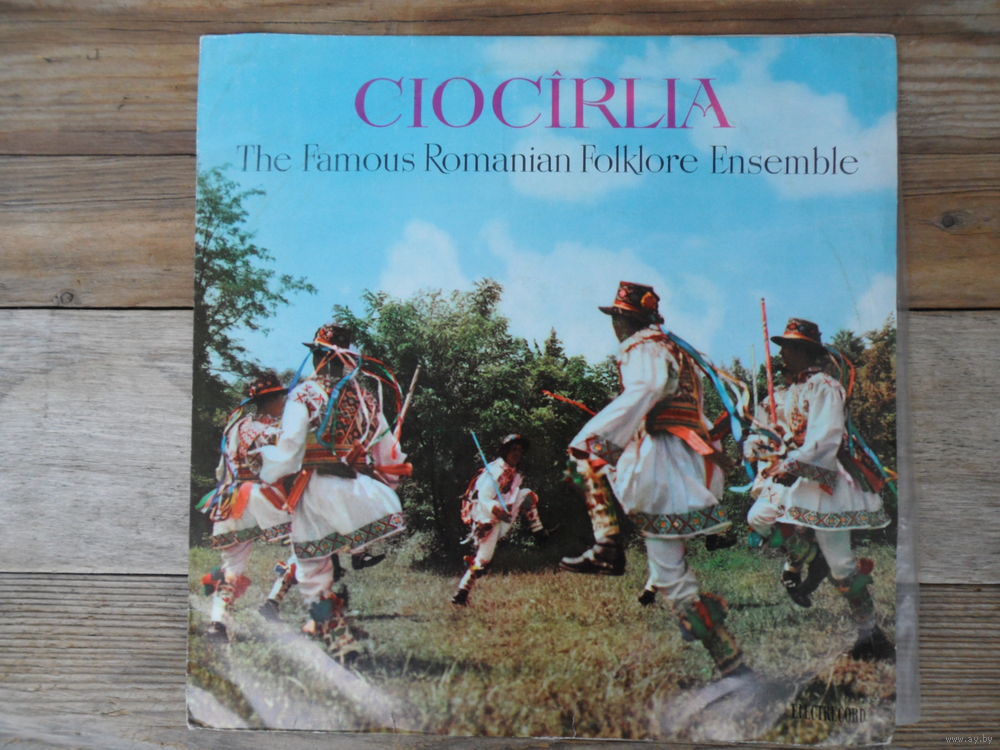 CIOCÎRLIA
The Famous Romanian Folklore Ensemble
ELECTRECORD
www.ay.by